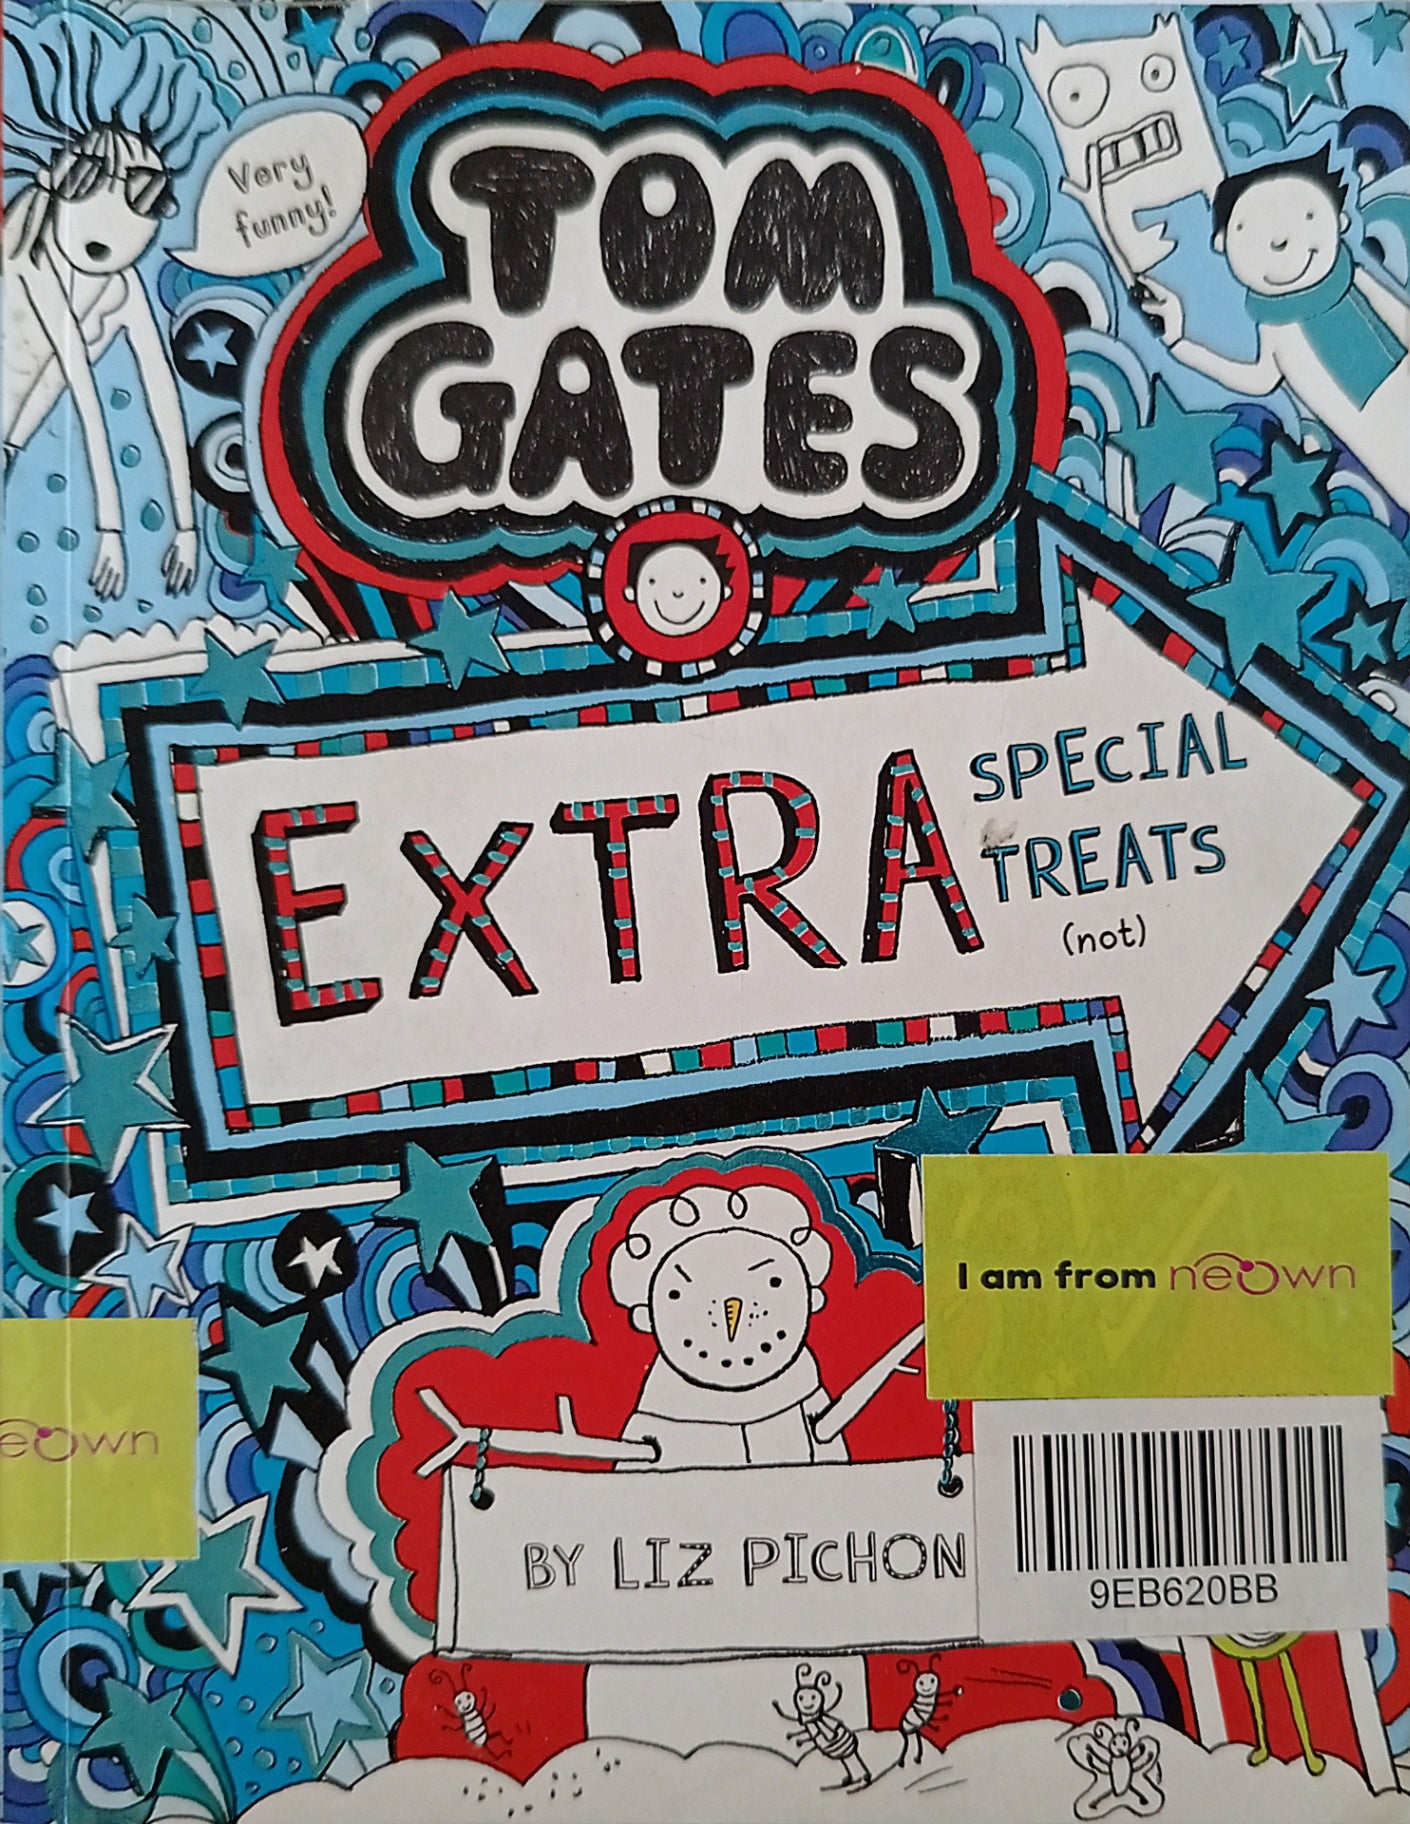 Very
funny!
TOM
GATES
EXTRA
SPECIAL
TREATS
(not)
I am from neown
eown
BY LIZ PICHON
9EB620BB